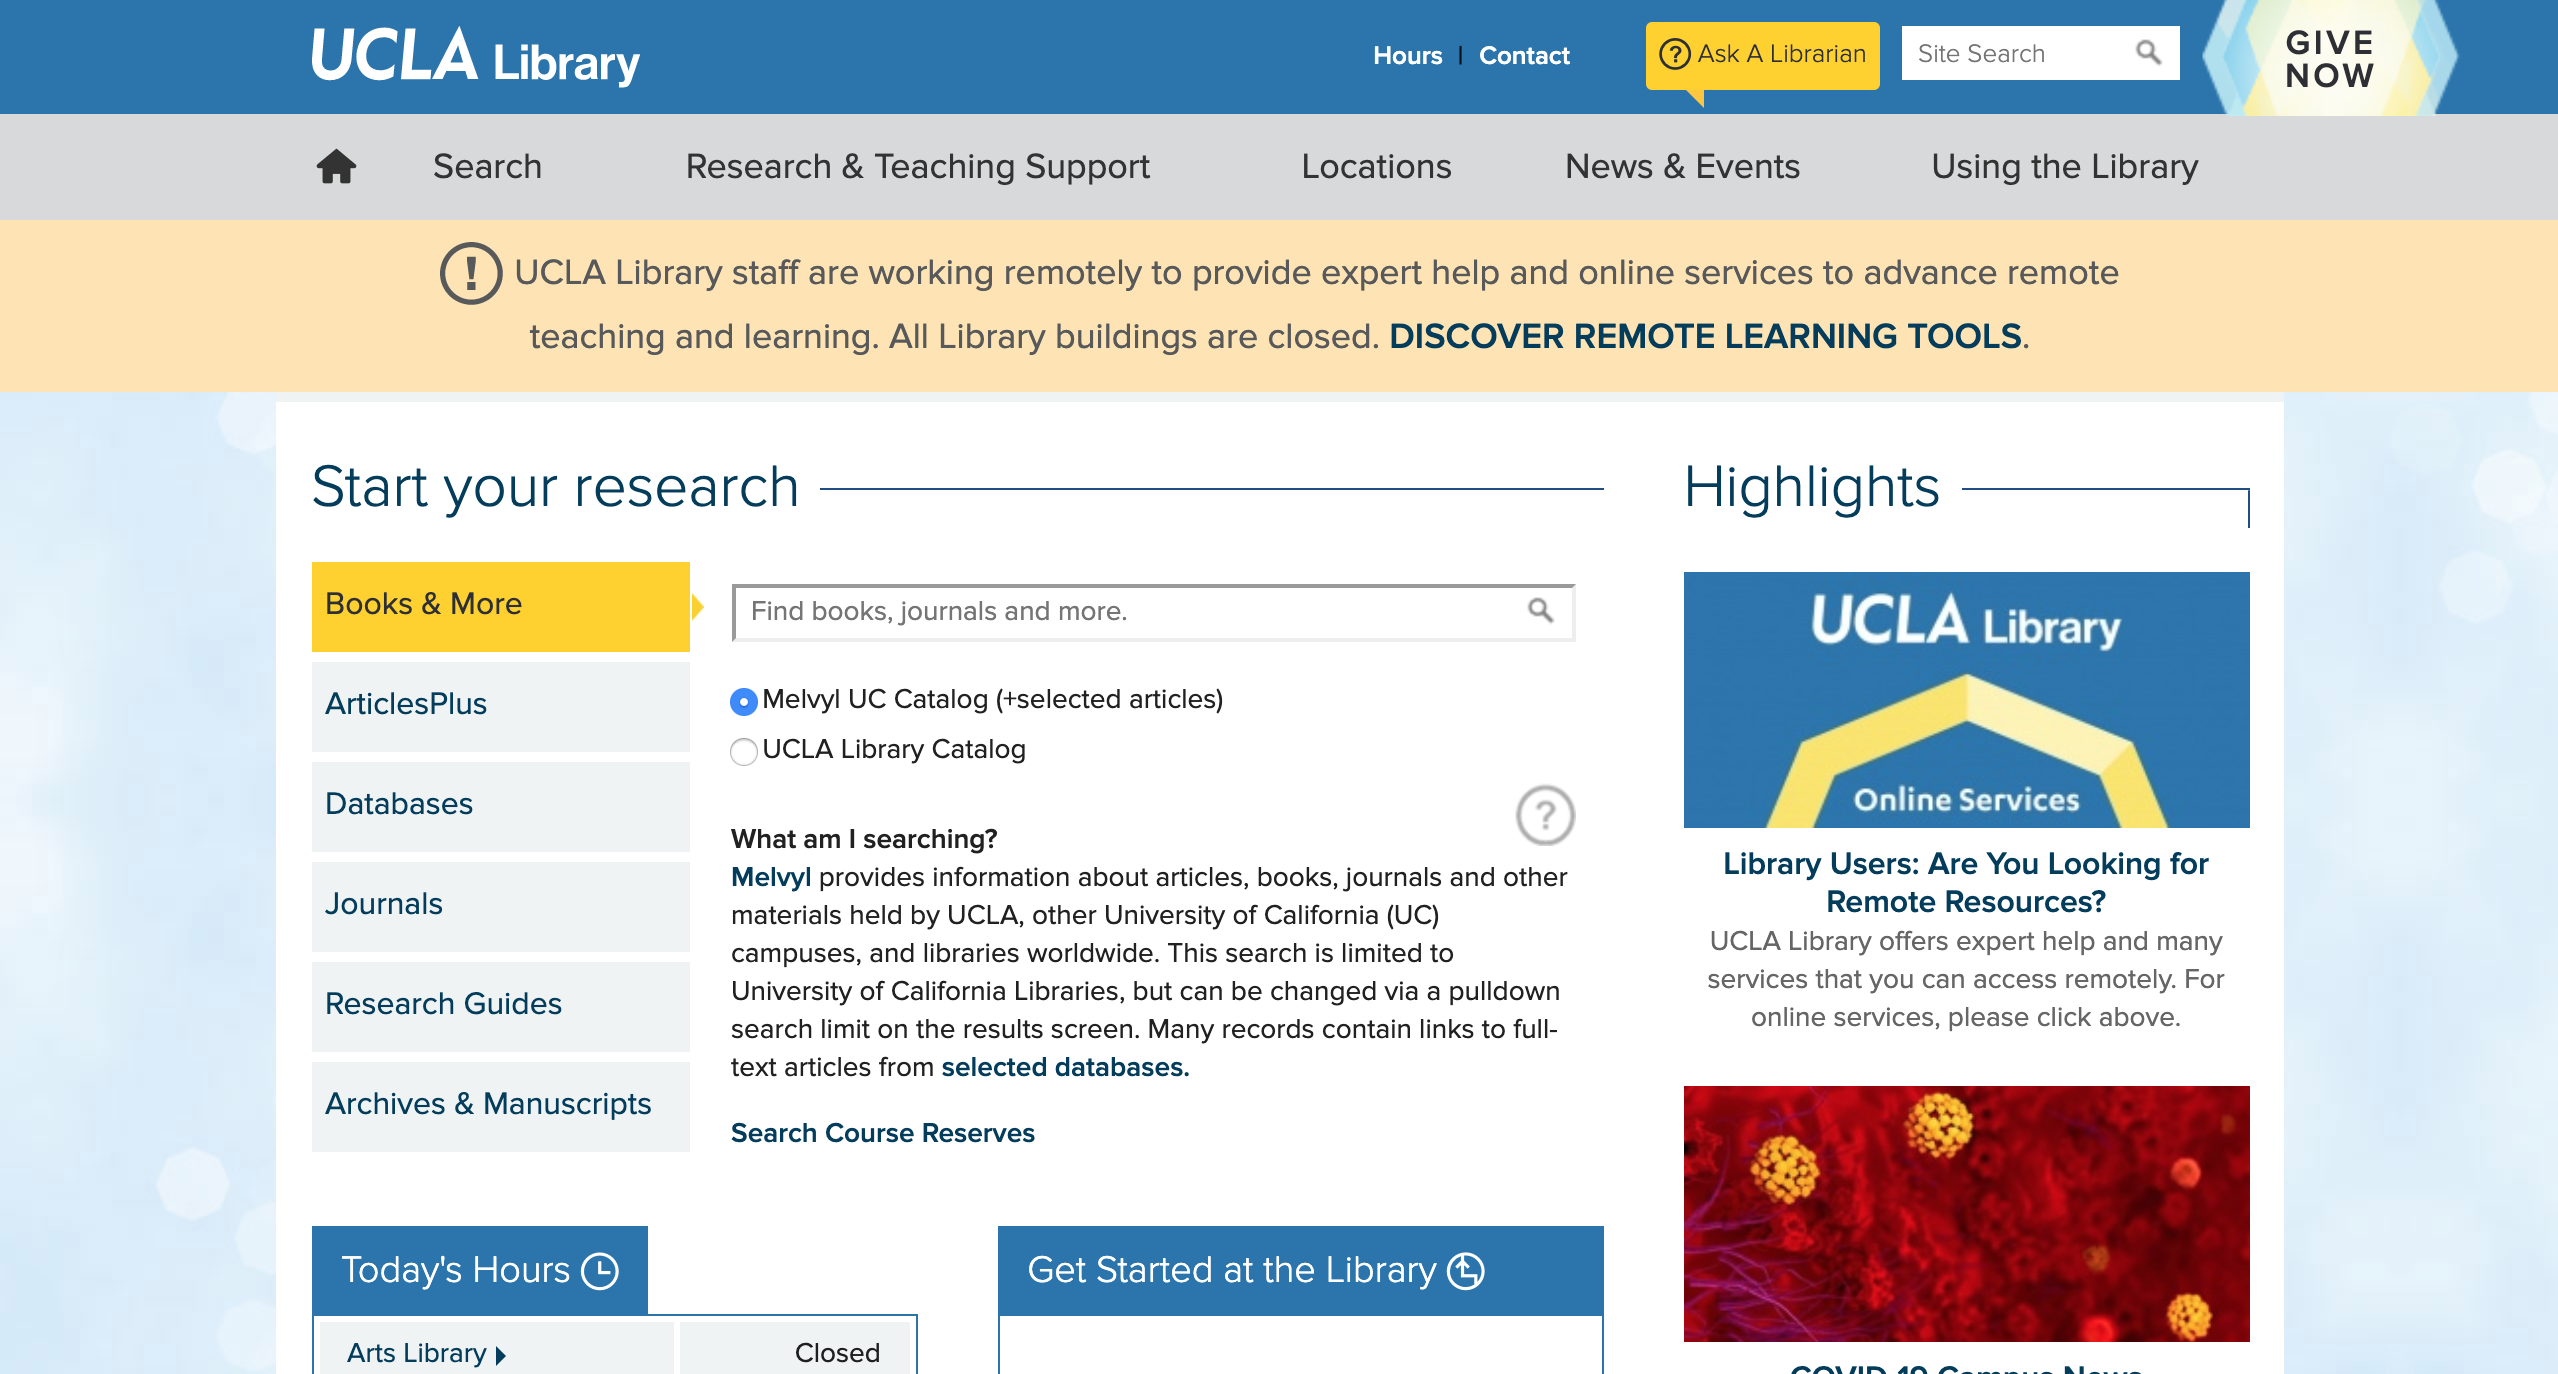 UCLA Library
Hours | Contact
? Ask A Librarian
Site Search
GIVE
NOW
Search
Research & Teaching Support
Locations
News & Events
Using the Library
! UCLA Library staff are working remotely to provide expert help and online services to advance remote
teaching and learning. All Library buildings are closed. DISCOVER REMOTE LEARNING TOOLS.
Start your research
Books & More
ArticlesPlus
Databases
Journals
Research Guides
Archives & Manuscripts
Find books, journals and more.
Melvyl UC Catalog (+selected articles)
UCLA Library Catalog
?
What am I searching?
Melvyl provides information about articles, books, journals and other
materials held by UCLA, other University of California (UC)
campuses, and libraries worldwide. This search is limited to
University of California Libraries, but can be changed via a pulldown
search limit on the results screen. Many records contain links to full-
text articles from selected databases.
Search Course Reserves
Highlights
UCLA Library
Online Services
Library Users: Are You Looking for
Remote Resources?
UCLA Library offers expert help and many
services that you can access remotely. For
online services, please click above.
COVID-19 Campus News
Today's Hours
Arts Library
Closed
Get Started at the Library